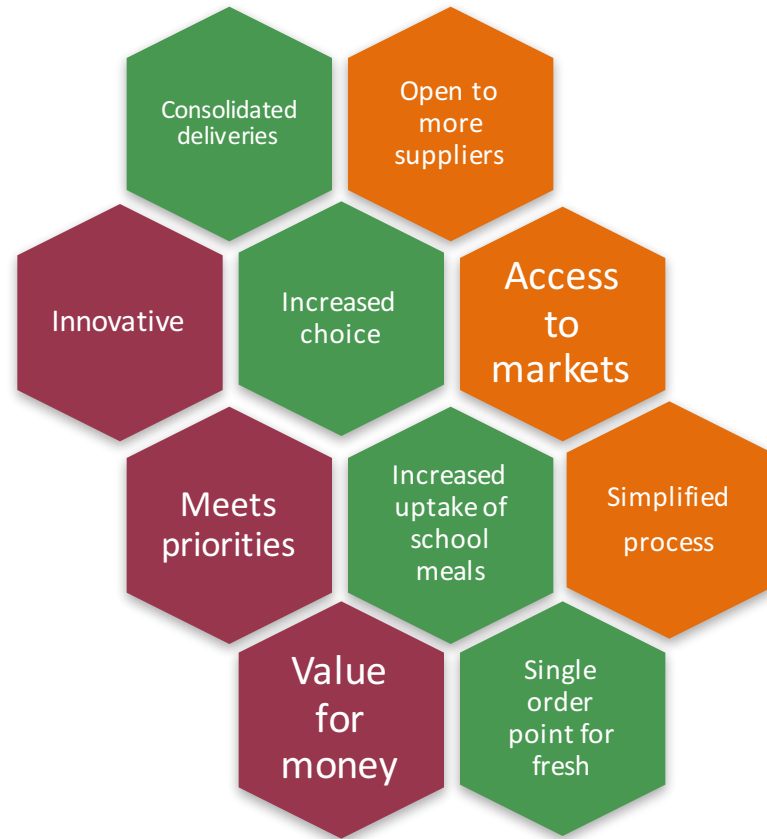 Consolidated
deliveries
Open to
more
suppliers
Innovative
Increased
choice
Access
to
markets
Meets
priorities
Increased
uptake of
school
meals
Simplified
process
Value
for
money
Single
order
point for
fresh